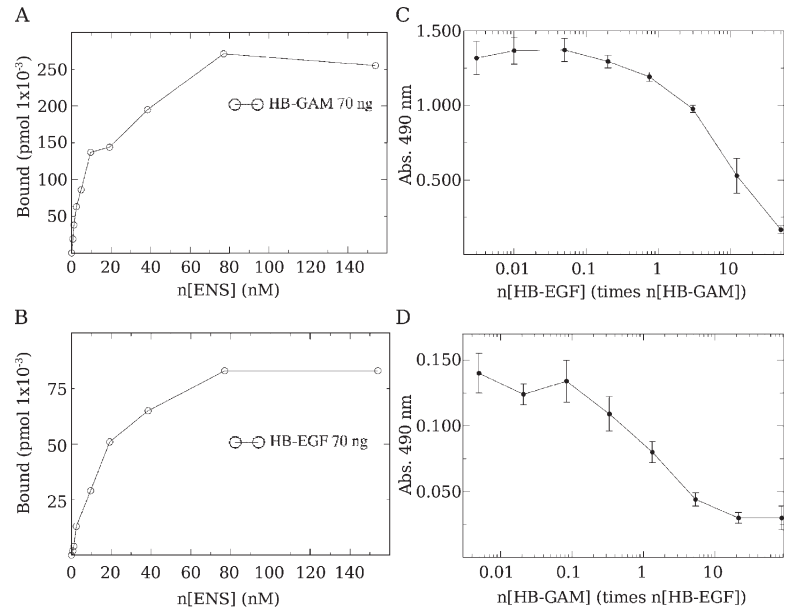 A
Bound (pmol 1x10-3)
250
200
150
100
50
HB-GAM 70 ng
0 20 40 60 80 100 120 140
n[ENS] (nM)
B
Bound (pmol 1x10-3)
75
50
25
HB-EGF 70 ng
0 20 40 60 80 100 120 140
n[ENS] (nM)
C
Abs. 490 nm
1.500
1.000
0.500
0.01 0.1 1 10
n[HB-EGF] (times n[HB-GAM])
D
Abs. 490 nm
0.150
0.100
0.050
0.01 0.1 1 10
n[HB-GAM] (times n[HB-EGF])